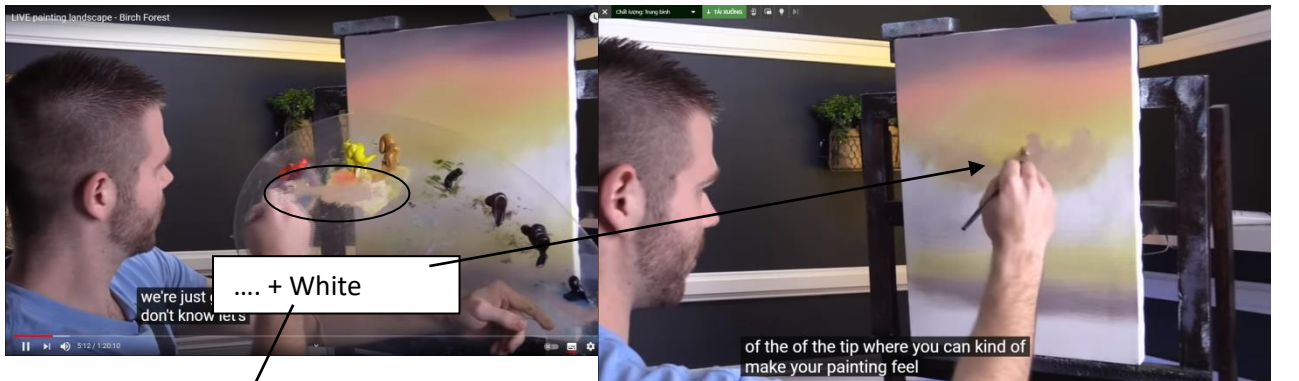 LIVE painting landscape - Birch Forest
we're just
don't know let's
5:12 / 1:20:10
.... + White
Chất lượng: Trung bình
TẢI XUỐNG
of the of the tip where you can kind of
make your painting feel